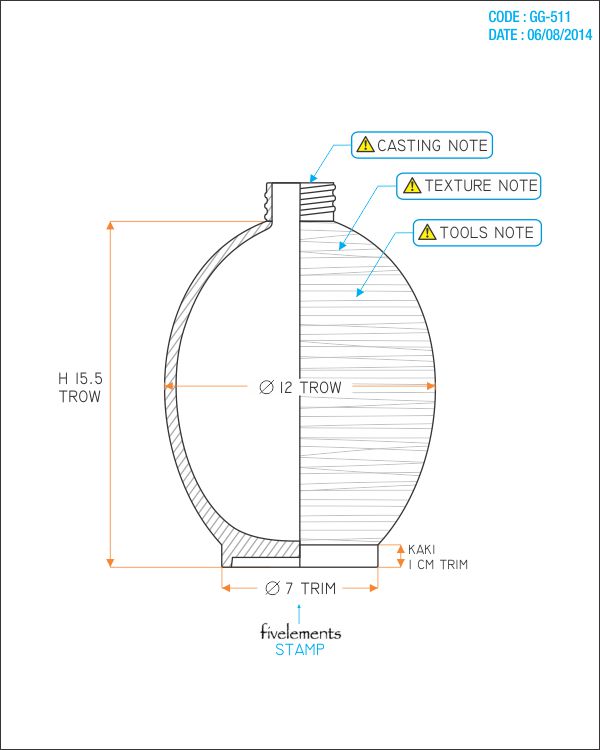 CODE : GG-511
DATE : 06/08/2014
CASTING NOTE
TEXTURE NOTE
TOOLS NOTE
H 15.5
TROW
∅ 12 TROW
KAKI
1 CM TRIM
∅ 7 TRIM
fivelements
STAMP